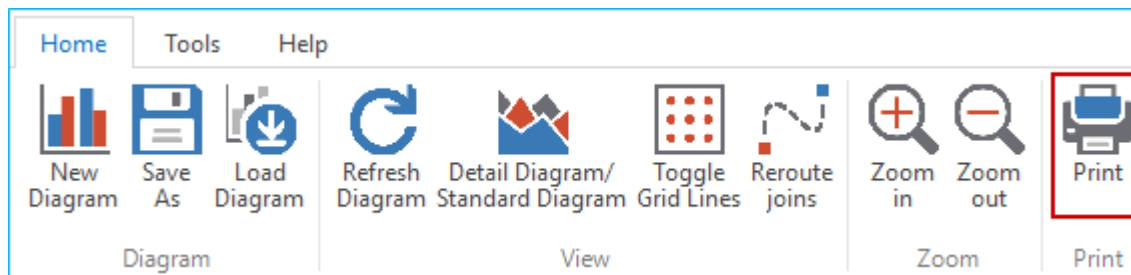 Home Tools Help
New Diagram
Save As
Load Diagram
Refresh Diagram
Detail Diagram/ Standard Diagram
Toggle Grid Lines
Reroute joins
Zoom in
Zoom out
Print
Diagram View Zoom Print